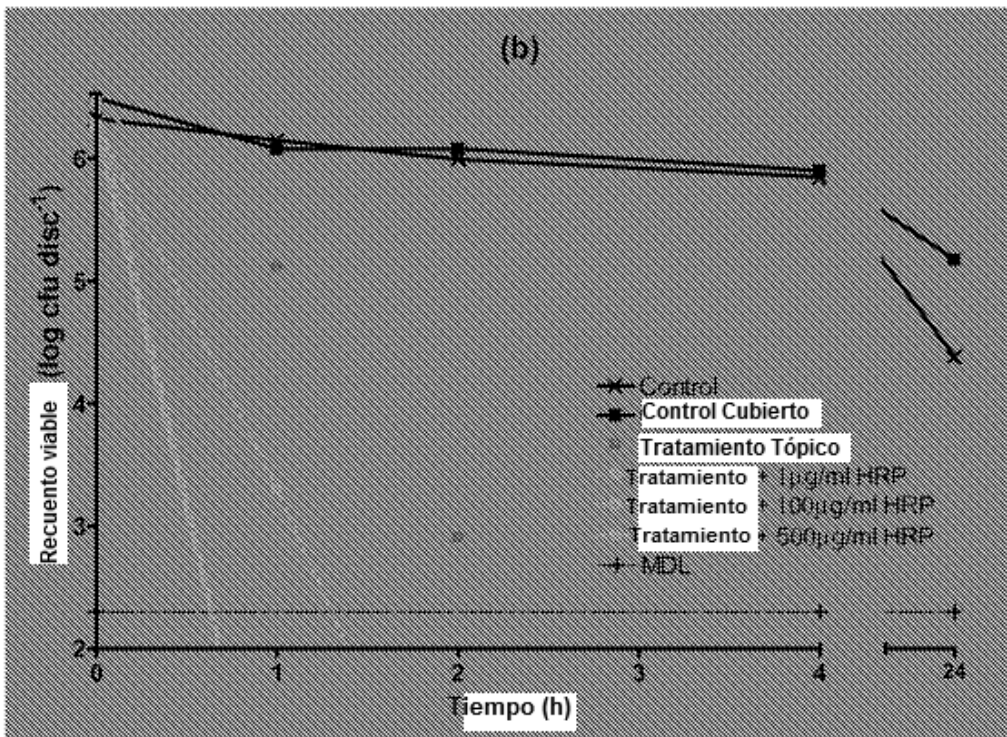 (b)
Recuento viable (log cfu disc⁻¹)
6
5
4
3
2
Control
Control Cubierto
Tratamiento Tópico
Tratamiento + 1µg/ml HRP
Tratamiento + 100µg/ml HRP
Tratamiento + 500µg/ml HRP
MDL
0 1 2 3 4 24
Tiempo (h)